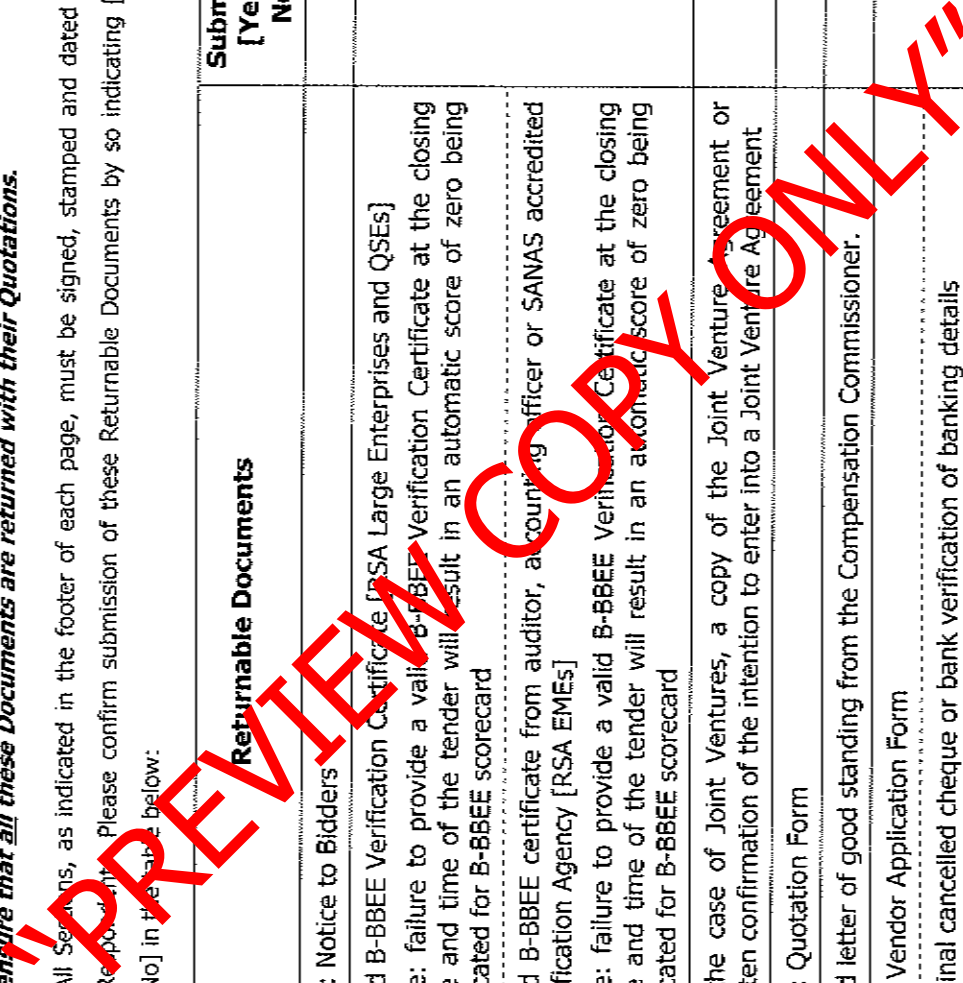 ensure that all these Documents are returned with their Quotations.
All Sections, as indicated in the footer of each page, must be signed, stamped and dated
Respondent. Please confirm submission of these Returnable Documents by so indicating [
No] in the table below:
Returnable Documents
Subm
[Ye
No
: Notice to Bidders
d B-BBEE Verification Certificate [RSA Large Enterprises and QSEs]
e: failure to provide a valid B-BBEE Verification Certificate at the closing
e and time of the tender will result in an automatic score of zero being
cated for B-BBEE scorecard
d B-BBEE certificate from auditor, accounting officer or SANAS accredited
fication Agency [RSA EMEs]
e: failure to provide a valid B-BBEE Verification Certificate at the closing
e and time of the tender will result in an automatic score of zero being
cated for B-BBEE scorecard
he case of Joint Ventures, a copy of the Joint Venture Agreement or
ten confirmation of the intention to enter into a Joint Venture Agreement
: Quotation Form
d letter of good standing from the Compensation Commissioner.
Vendor Application Form
inal cancelled cheque or bank verification of banking details
"PREVIEW COPY ONLY"